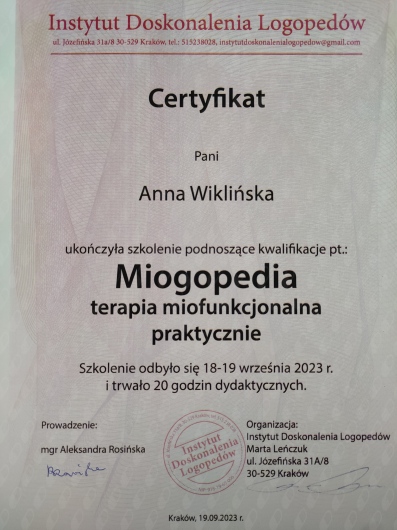 Instytut Doskonalenia Logopedów
ul. Józefińska 31a/8 30-529 Kraków, tel.: 515238028, instytutdoskonalenialogopedow@gmail.com
Certyfikat
Pani
Anna Wiklińska
ukończyła szkolenie podnoszące kwalifikacje pt.:
Miogopedia
terapia miofunkcjonalna
praktycznie
Szkolenie odbyło się 18-19 września 2023 r.
i trwało 20 godzin dydaktycznych.
Prowadzenie:
mgr Aleksandra Rosińska
Instytut
Doskonalenia
Logopedów
Organizacja:
Instytut Doskonalenia Logopedów
Marta Leńczuk
ul. Józefińska 31A/8
30-529 Kraków
Kraków, 19.09.2023 r.